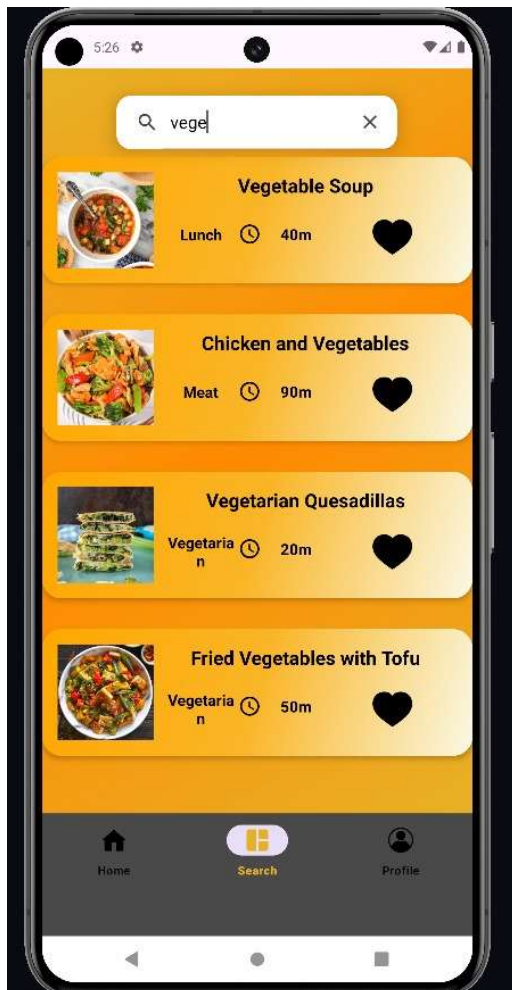 5:26
vege
Vegetable Soup
Lunch 40m
Chicken and Vegetables
Meat 90m
Vegetarian Quesadillas
Vegetaria
n
20m
Fried Vegetables with Tofu
Vegetaria
n
50m
Home Search Profile